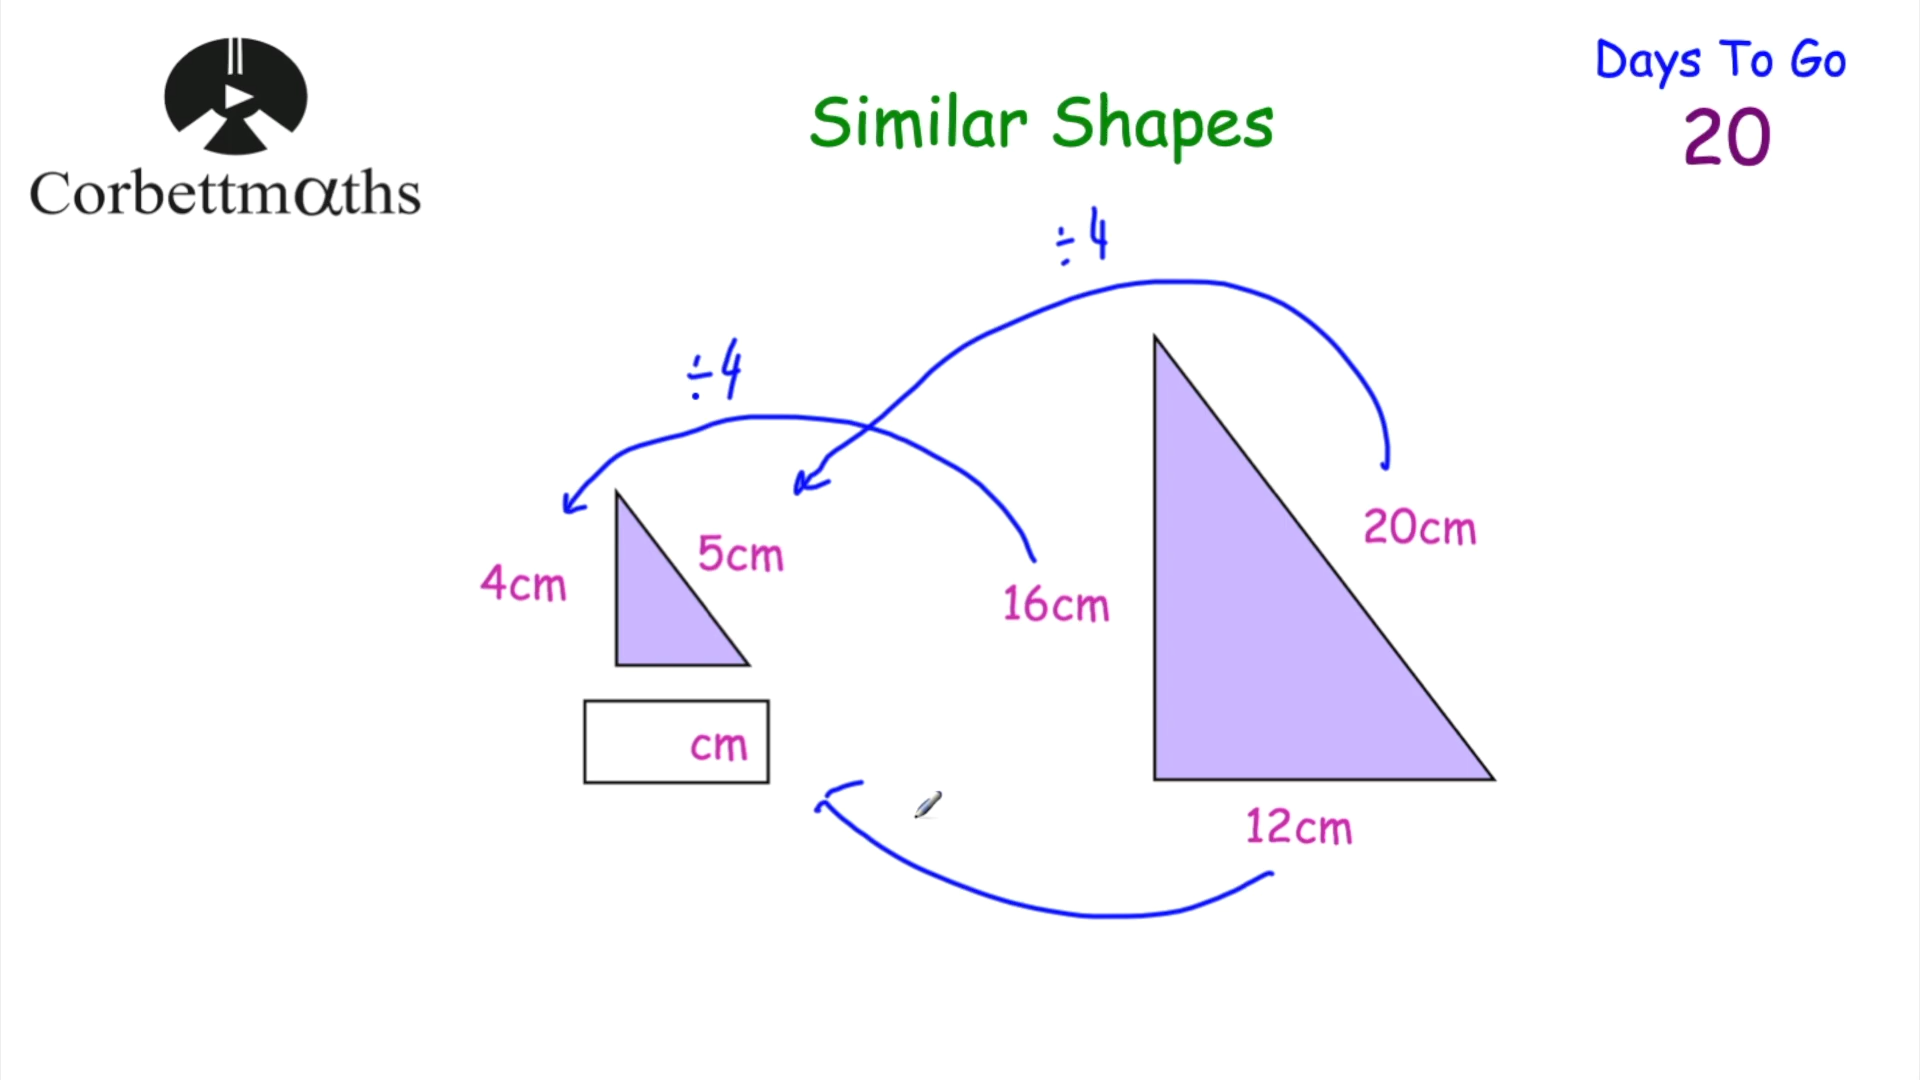 Corbettmαths
Similar Shapes
Days To Go
20
÷4
÷4
4cm
5cm
cm
16cm
20cm
12cm